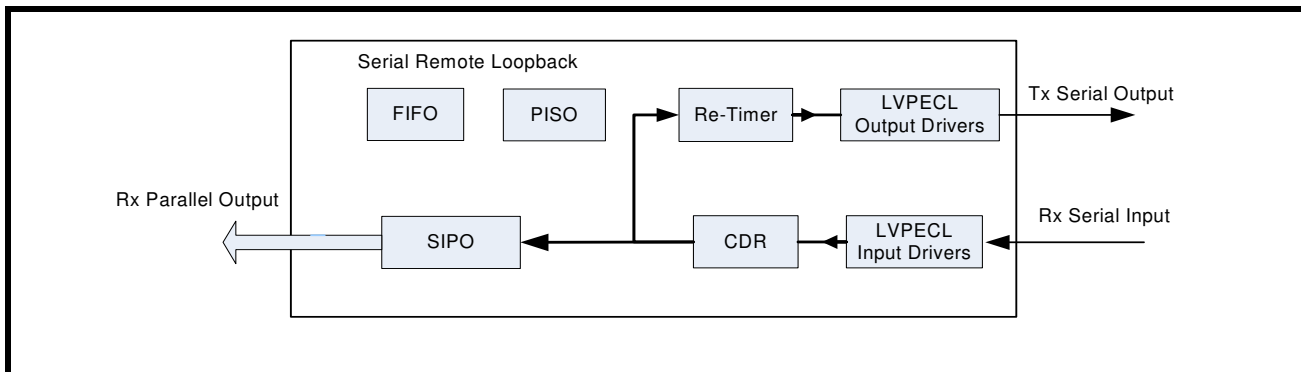 Serial Remote Loopback
FIFO
PISO
Re-Timer
LVPECL
Output Drivers
Tx Serial Output
Rx Parallel Output
SIPO
CDR
LVPECL
Input Drivers
Rx Serial Input